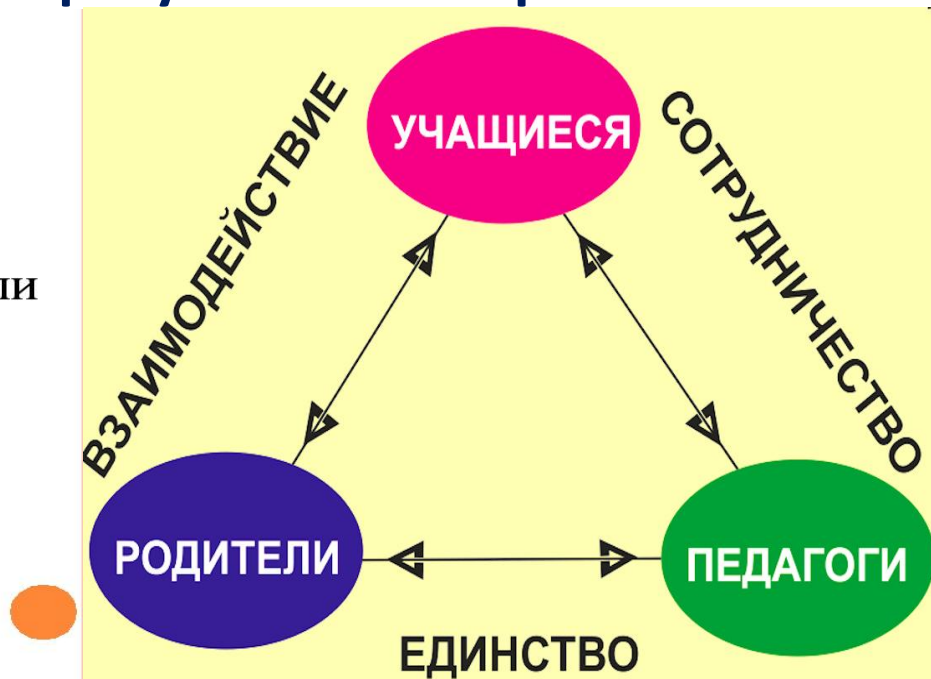 УЧАЩИЕСЯ
ВЗАИМОДЕЙСТВИЕ
СОТРУДНИЧЕСТВО
РОДИТЕЛИ
ПЕДАГОГИ
ЕДИНСТВО